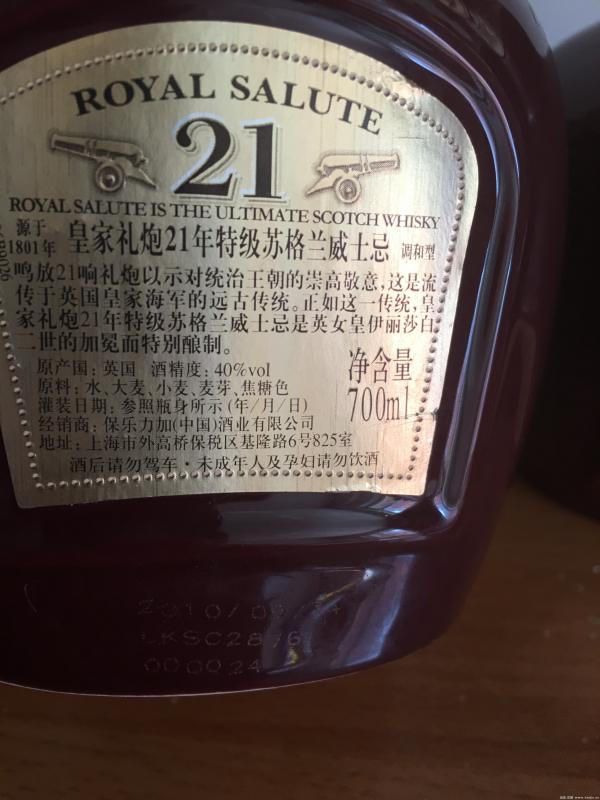 ROYAL SALUTE
21
ROYAL SALUTE IS THE ULTIMATE SCOTCH WHISKY
源于
1801年
皇家礼炮21年特级苏格兰威士忌 调和型
鸣放21响礼炮以示对统治王朝的崇高敬意,这是流
传于英国皇家海军的远古传统。正如这一传统,皇
家礼炮21年特级苏格兰威士忌是英女皇伊丽莎白
二世的加冕而特别酿制。
原产国:英国 酒精度:40%vol
原料:水、大麦、小麦、麦芽、焦糖色
灌装日期:参照瓶身所示(年/月/日)
经销商:保乐力加(中国)酒业有限公司
地址:上海市外高桥保税区基隆路6号825室
净含量
700ml
酒后请勿驾车·未成年人及孕妇请勿饮酒
LKSC2876
000024